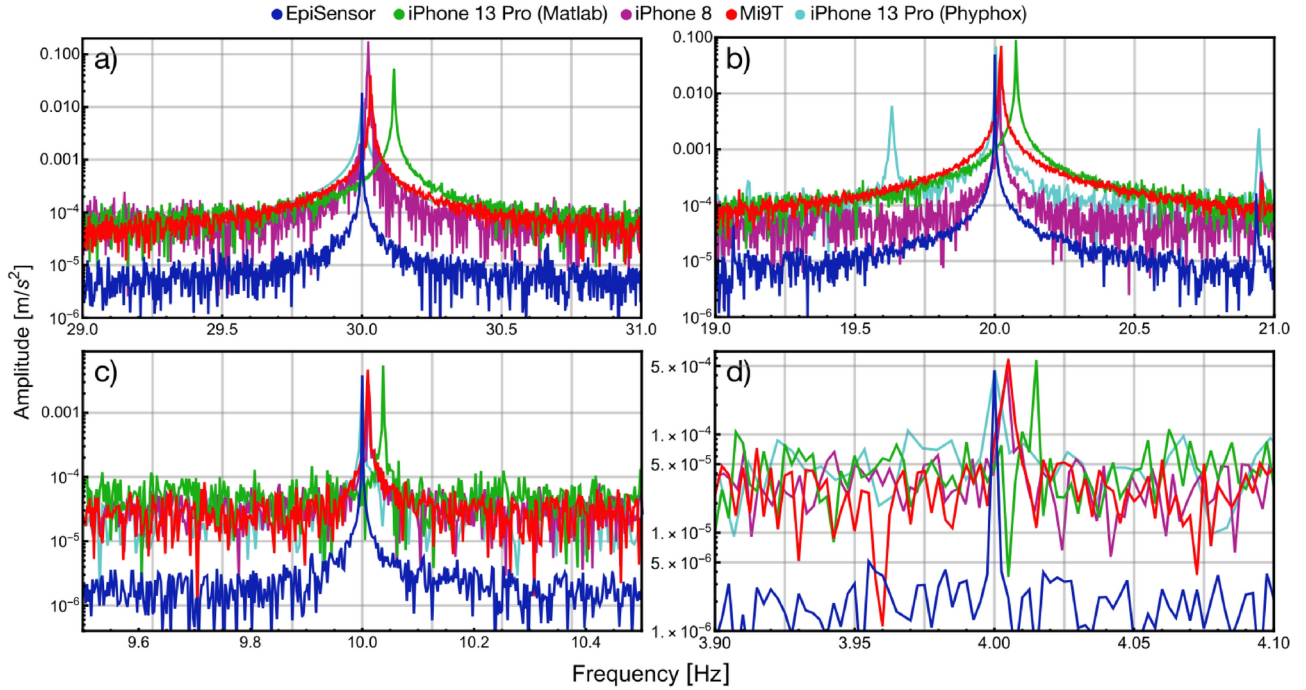 EpiSensor iPhone 13 Pro (Matlab) iPhone 8 Mi9T iPhone 13 Pro (Phyphox)
a)
0.100
0.010
0.001
10⁻⁴
10⁻⁵
10⁻⁶
29.0 29.5 30.0 30.5 31.0
b)
0.100
0.010
0.001
10⁻⁴
10⁻⁵
10⁻⁶
19.0 19.5 20.0 20.5 21.0
Amplitude [m/s²]
c)
0.001
10⁻⁴
10⁻⁵
10⁻⁶
9.6 9.8 10.0 10.2 10.4
d)
5. × 10⁻⁴
1. × 10⁻⁴
5. × 10⁻⁵
1. × 10⁻⁵
5. × 10⁻⁶
1. × 10⁻⁶
3.90 3.95 4.00 4.05 4.10
Frequency [Hz]